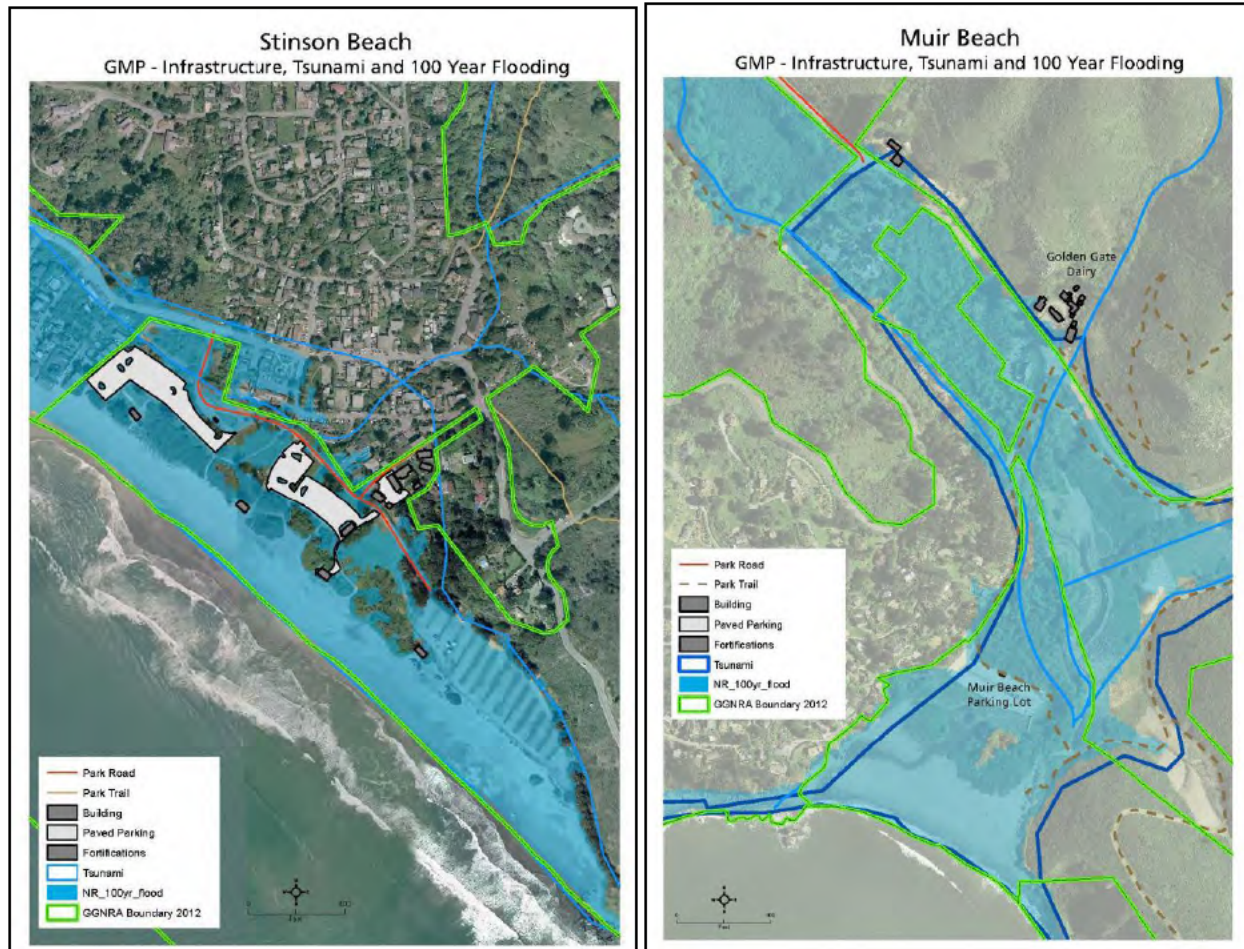 Stinson Beach
GMP - Infrastructure, Tsunami and 100 Year Flooding
Park Road
Park Trail
Building
Paved Parking
Fortifications
Tsunami
NR_100yr_flood
GGNRA Boundary 2012
Muir Beach
GMP - Infrastructure, Tsunami and 100 Year Flooding
Golden Gate
Dairy
Park Road
Park Trail
Building
Paved Parking
Fortifications
Tsunami
NR_100yr_flood
GGNRA Boundary 2012
Muir Beach
Parking Lot